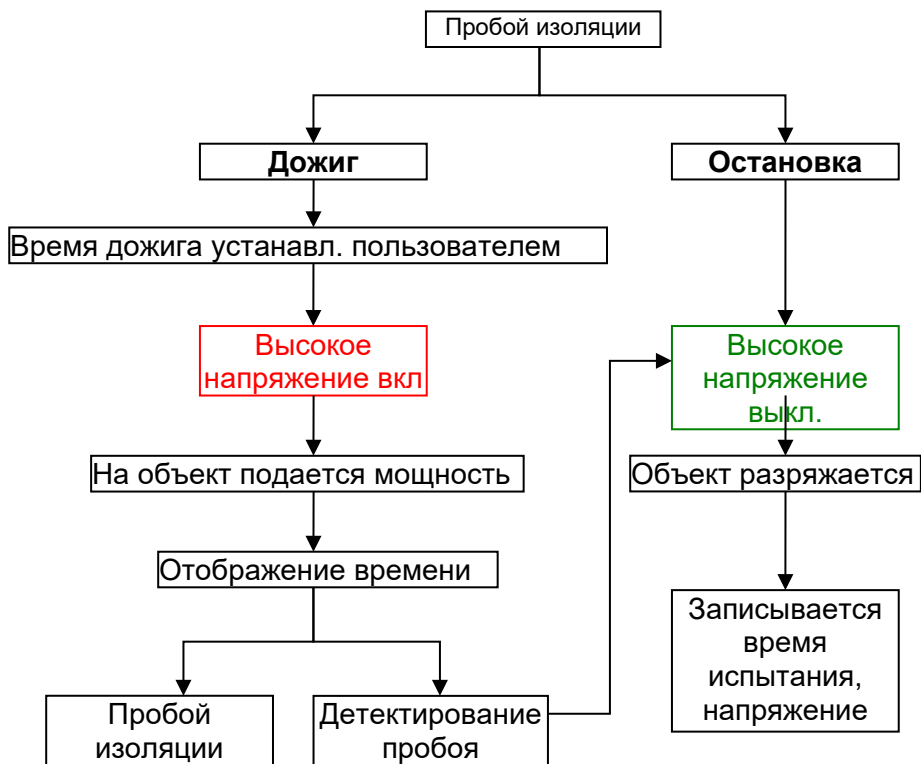 Пробой изоляции
Дожиг
Остановка
Время дожига устанавл. пользователем
Высокое
напряжение вкл
Высокое
напряжение
выкл.
На объект подается мощность
Объект разряжается
Отображение времени
Записывается
время
испытания,
напряжение
Пробой
изоляции
Детектирование
пробоя